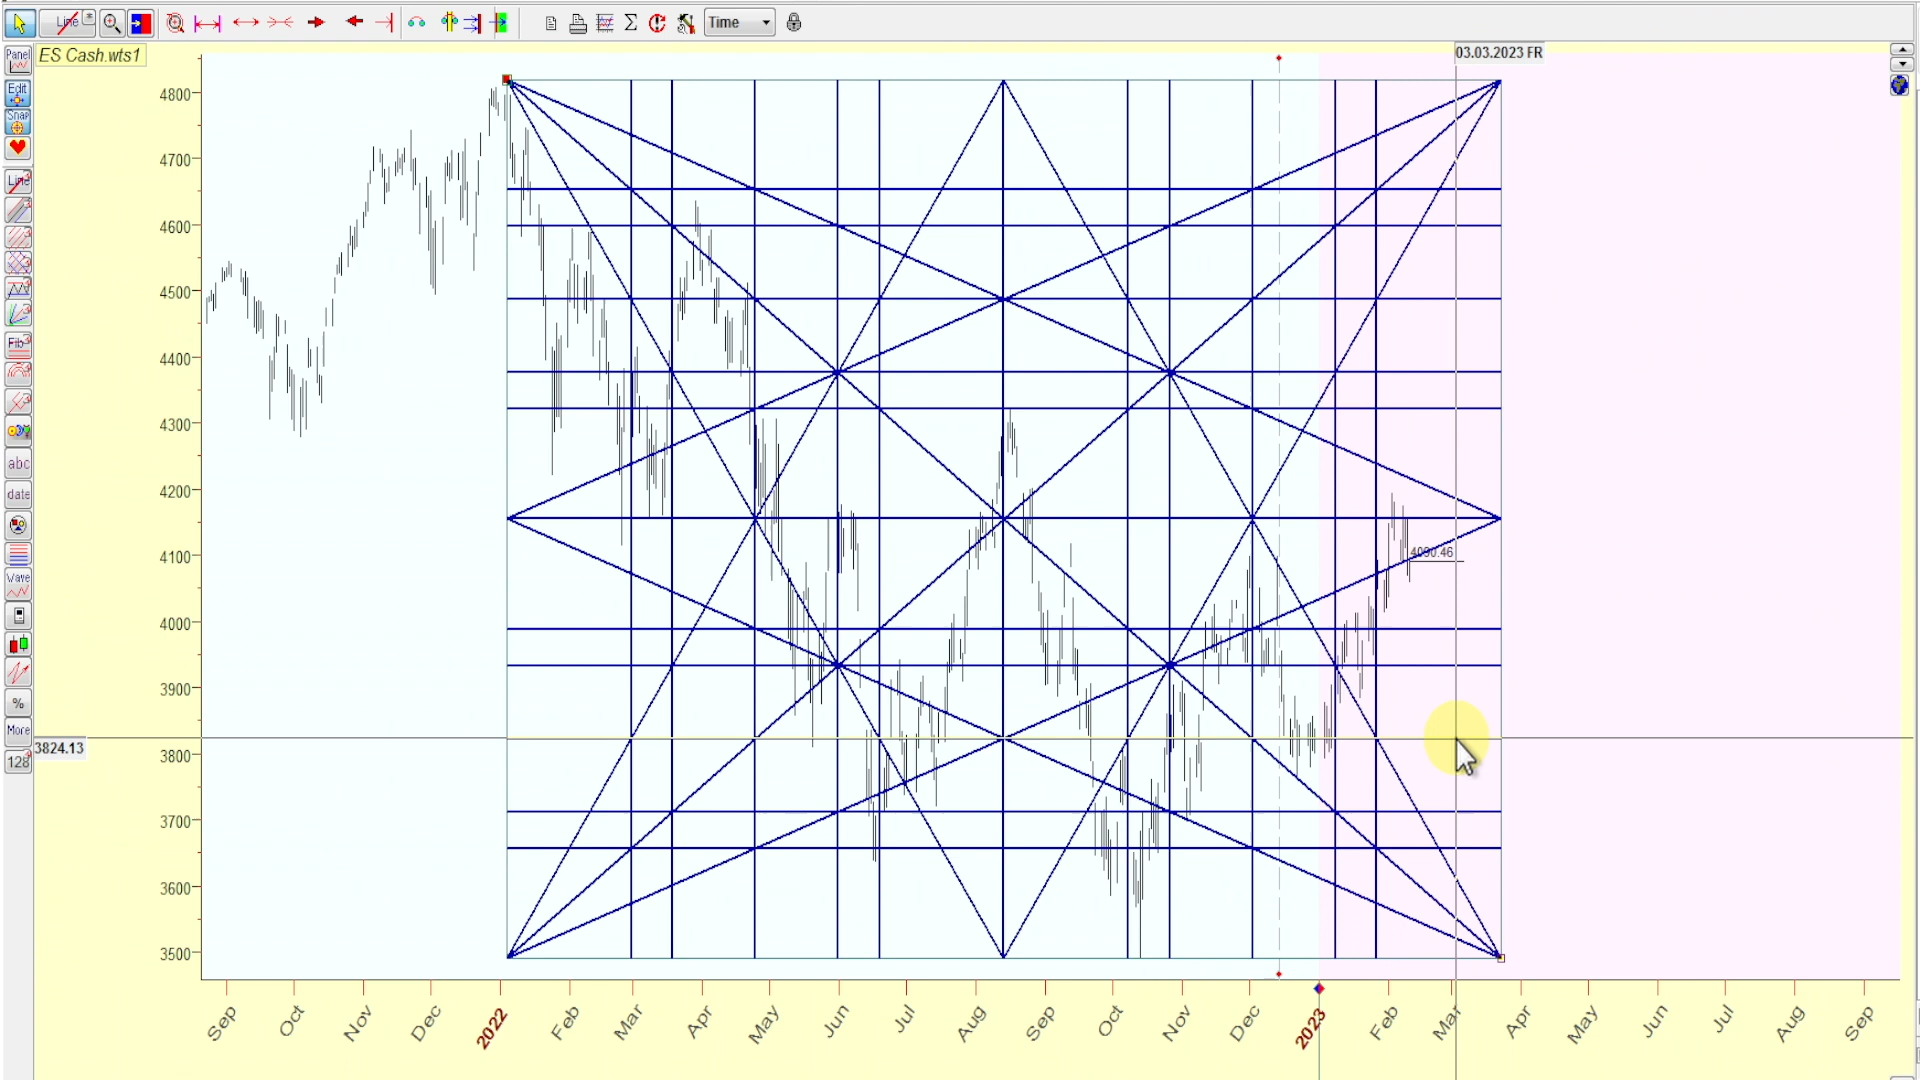 Line
Time
Panel
ES Cash.wts1
03.03.2023 FR
Edit
Snap
Line
Fib
abc
date
Wave
%
More
128
4800
4700
4600
4500
4400
4300
4200
4100
4000
3900
3800
3700
3600
3500
4090.46
3824.13
Sep
Oct
Nov
Dec
2022
Feb
Mar
Apr
May
Jun
Jul
Aug
Sep
Oct
Nov
Dec
2023
Feb
Mar
Apr
May
Jun
Jul
Aug
Sep